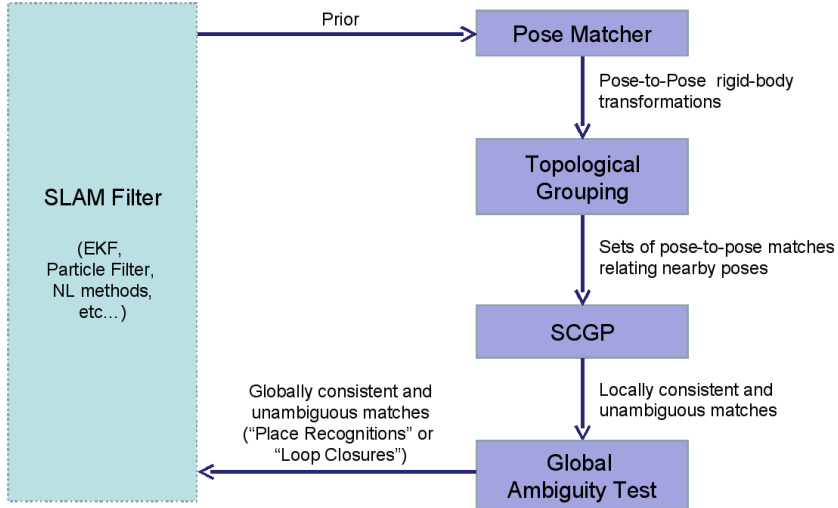 Prior
Pose Matcher
Pose-to-Pose rigid-body
transformations
Topological
Grouping
SLAM Filter
(EKF,
Particle Filter,
NL methods,
etc…)
Sets of pose-to-pose matches
relating nearby poses
SCGP
Locally consistent and
unambiguous matches
Globally consistent and
unambiguous matches
(“Place Recognitions” or
“Loop Closures”)
Global
Ambiguity Test